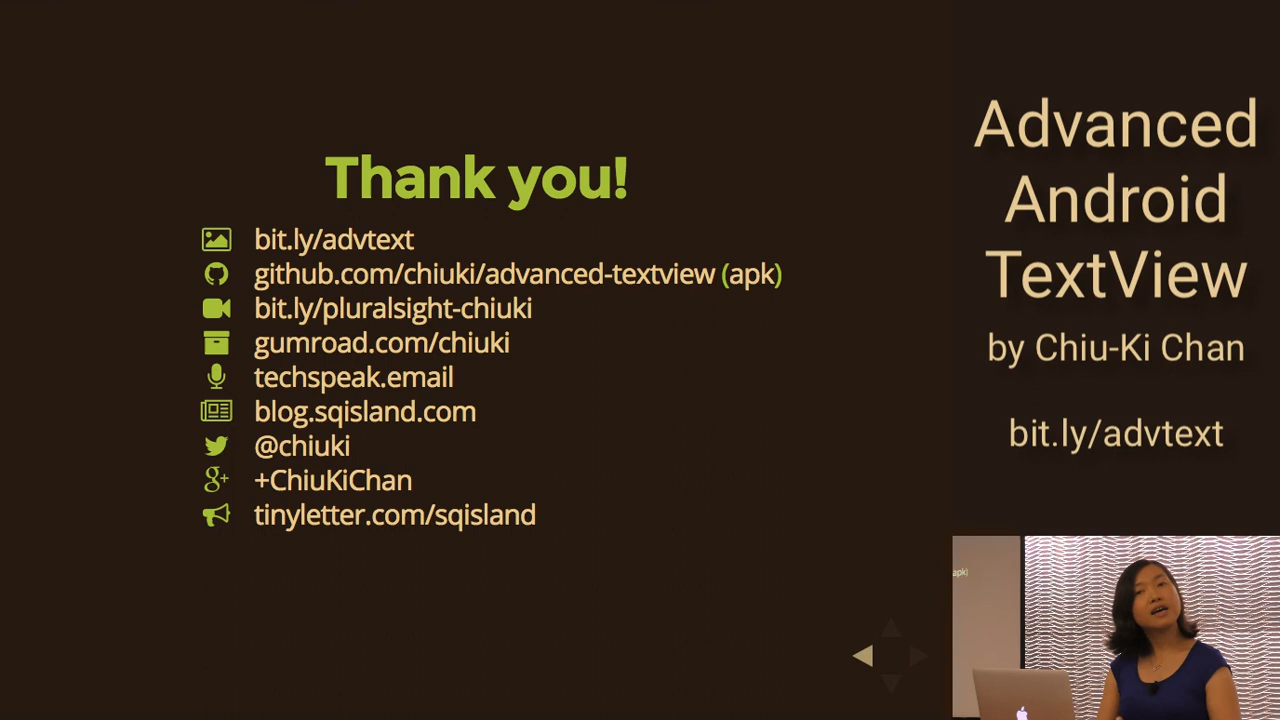 Thank you!
bit.ly/advtext
github.com/chiuki/advanced-textview (apk)
bit.ly/pluralsight-chiuki
gumroad.com/chiuki
techspeak.email
blog.sqisland.com
@chiuki
g+ +ChiuKiChan
tinyletter.com/sqisland
Advanced
Android
TextView
by Chiu-Ki Chan
bit.ly/advtext
apk)